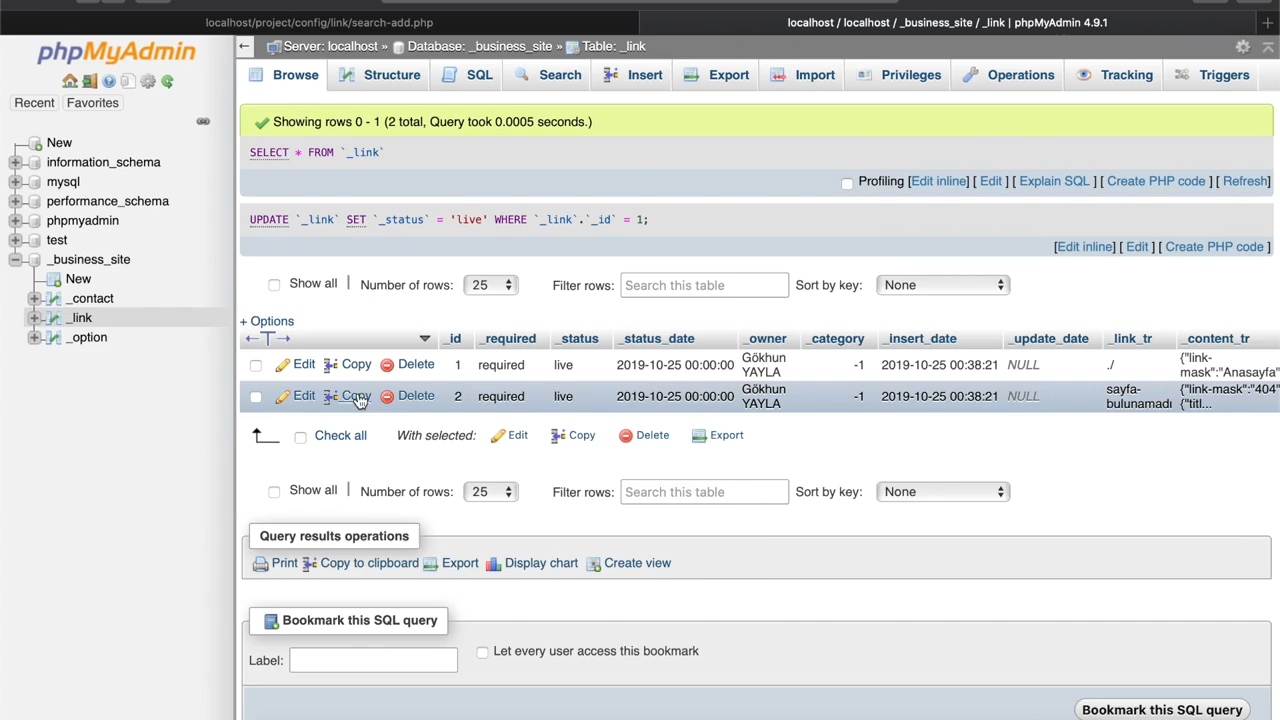 localhost/project/config/link/search-add.php
localhost / localhost / _business_site / _link | phpMyAdmin 4.9.1
phpMyAdmin
Recent Favorites
New
information_schema
mysql
performance_schema
phpmyadmin
test
_business_site
New
_contact
_link
_option
Server: localhost » Database: _business_site » Table: _link
Browse Structure SQL Search Insert Export Import Privileges Operations Tracking Triggers
Showing rows 0 - 1 (2 total, Query took 0.0005 seconds.)
SELECT * FROM `_link`
Profiling [Edit inline] [ Edit ] [ Explain SQL ] [ Create PHP code ] [ Refresh]
UPDATE `_link` SET `_status` = 'live' WHERE `_link`.`_id` = 1;
[Edit inline] [ Edit ] [ Create PHP code ]
Show all | Number of rows: 25 Filter rows: Search this table Sort by key: None
+ Options
←T→ _id _required _status _status_date _owner _category _insert_date _update_date _link_tr _content_tr
Edit Copy Delete 1 required live 2019-10-25 00:00:00 Gökhun YAYLA -1 2019-10-25 00:38:21 NULL ./ {"link-mask":"Anasayfa"
Edit Copy Delete 2 required live 2019-10-25 00:00:00 Gökhun YAYLA -1 2019-10-25 00:38:21 NULL sayfa-bulunamadı {"link-mask":"404" {"titl...
Check all With selected: Edit Copy Delete Export
Show all | Number of rows: 25 Filter rows: Search this table Sort by key: None
Query results operations
Print Copy to clipboard Export Display chart Create view
Bookmark this SQL query
Label: Let every user access this bookmark
Bookmark this SQL query